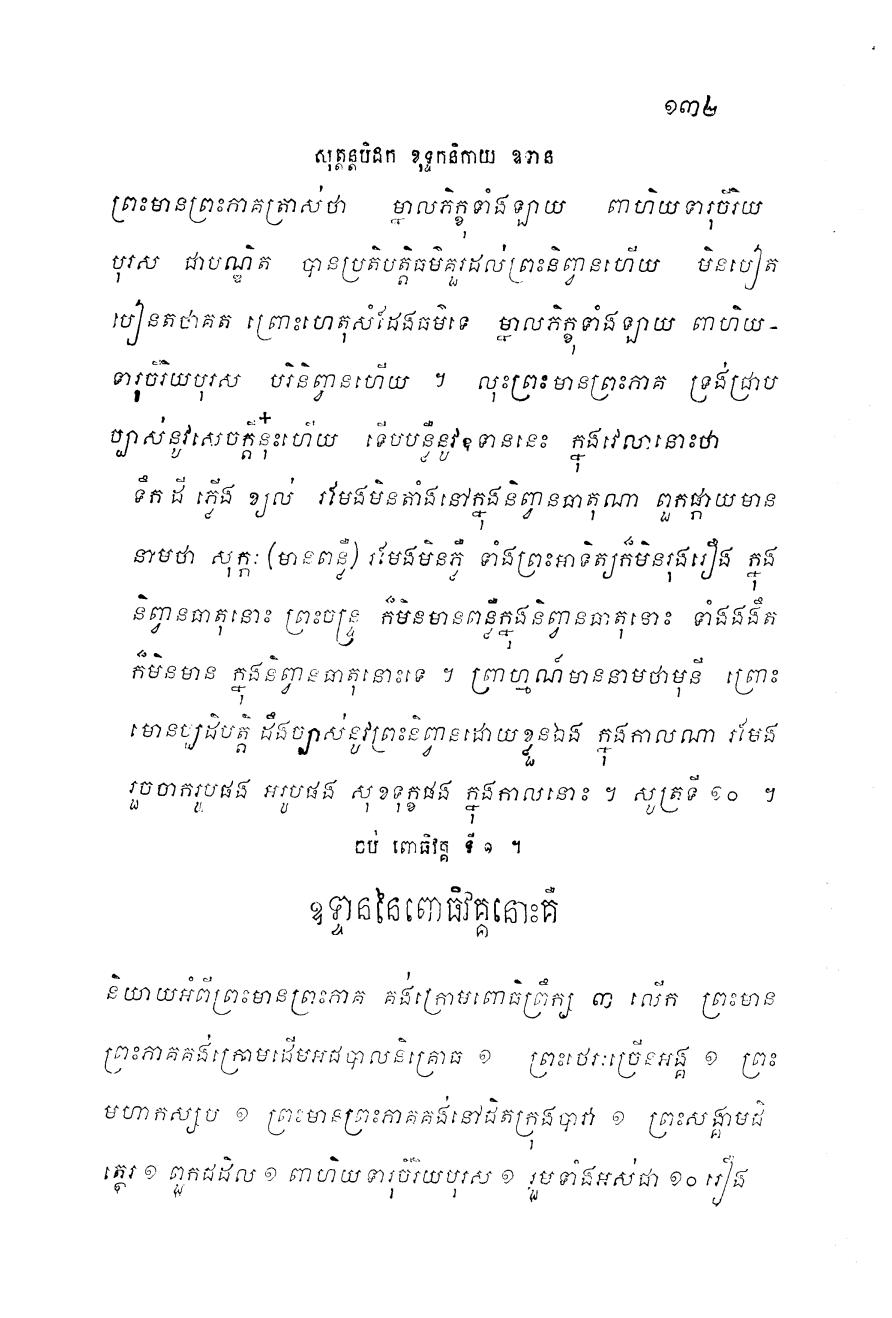 ១៣២
សុត្តន្តបិដក ខុទ្ទកនិកាយ ឧទាន
ព្រះមានព្រះភាគត្រាស់ថា ម្នាលភិក្ខុទាំងឡាយ ពាហិយទារុចីរិយ
បុរស ជាបណ្ឌិត បានប្រតិបត្តិធម៌គួរដល់ព្រះនិព្វានហើយ មិនបៀត
បៀនតថាគត ព្រោះហេតុសំដែងធម៌ទេ ម្នាលភិក្ខុទាំងឡាយ ពាហិយ-
ទារុចីរិយបុរស បរិនិព្វានហើយ ។ លុះព្រះមានព្រះភាគ ទ្រង់ជ្រាប
ច្បាស់នូវសេចក្តីនុ៎ះហើយ ទើបបន្លឺនូវឧទាននេះ ក្នុងវេលានោះថា
ទឹក ដី ភ្លើង ខ្យល់ រមែងមិនតាំងនៅក្នុងនិព្វានធាតុណា ពួកផ្កាយមាន
នាមថា សុក្កៈ (មានពន្លឺ) រមែងមិនភ្លឺ ទាំងព្រះអាទិត្យក៏មិនរុងរឿង ក្នុង
និព្វានធាតុនោះ ព្រះចន្ទ្រ ក៏មិនមានពន្លឺក្នុងនិព្វានធាតុនោះ ទាំងងងឹត
ក៏មិនមាន ក្នុងនិព្វានធាតុនោះទេ ។ ព្រាហ្មណ៍មាននាមថាមុនី ព្រោះ
មោនប្បដិបត្តិ ដឹងច្បាស់នូវព្រះនិព្វានដោយខ្លួនឯង ក្នុងកាលណា រមែង
រួចចាករូបផង អរូបផង សុខទុក្ខផង ក្នុងកាលនោះ ។ សូត្រទី ១០ ។
ចប់ ពោធិវគ្គ ទី ១ ។
ឧទ្ទាននៃពោធិវគ្គនោះគឺ
និយាយអំពីព្រះមានព្រះភាគ គង់ក្រោមពោធិព្រឹក្ស ៣ លើក ព្រះមាន
ព្រះភាគគង់ក្រោមដើមអជបាលនិគ្រោធ ១ ព្រះថេរៈច្រើនអង្គ ១ ព្រះ
មហាកស្សប ១ ព្រះមានព្រះភាគគង់នៅជិតក្រុងបាវា ១ ព្រះសង្គាមជិ
ត្តេរ ១ ពួកជដិល ១ ពាហិយទារុចីរិយបុរស ១ រួបទាំងអស់ជា ១០ រឿង